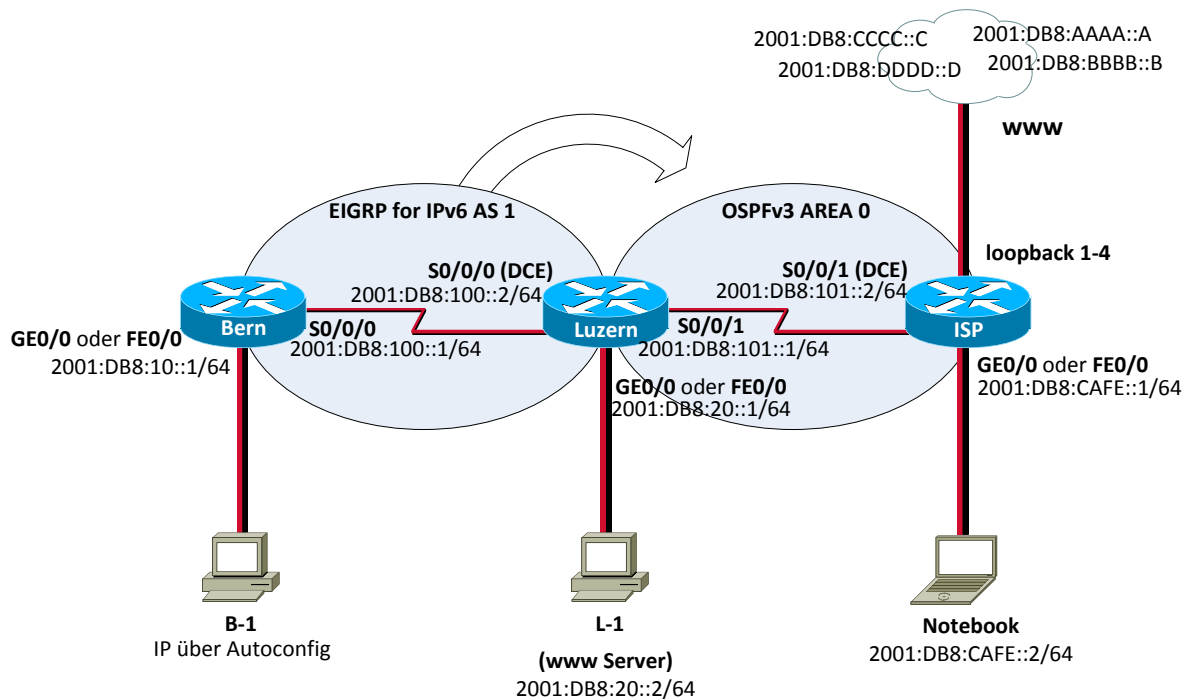 2001:DB8:CCCC::C
2001:DB8:AAAA::A
2001:DB8:DDDD::D
2001:DB8:BBBB::B
www
EIGRP for IPv6 AS 1
OSPFv3 AREA 0
loopback 1-4
S0/0/0 (DCE)
2001:DB8:100::2/64
S0/0/1 (DCE)
2001:DB8:101::2/64
Bern
Luzern
ISP
S0/0/0
2001:DB8:100::1/64
S0/0/1
2001:DB8:101::1/64
GE0/0 oder FE0/0
2001:DB8:10::1/64
GE0/0 oder FE0/0
2001:DB8:20::1/64
GE0/0 oder FE0/0
2001:DB8:CAFE::1/64
B-1
IP über Autoconfig
L-1
(www Server)
2001:DB8:20::2/64
Notebook
2001:DB8:CAFE::2/64